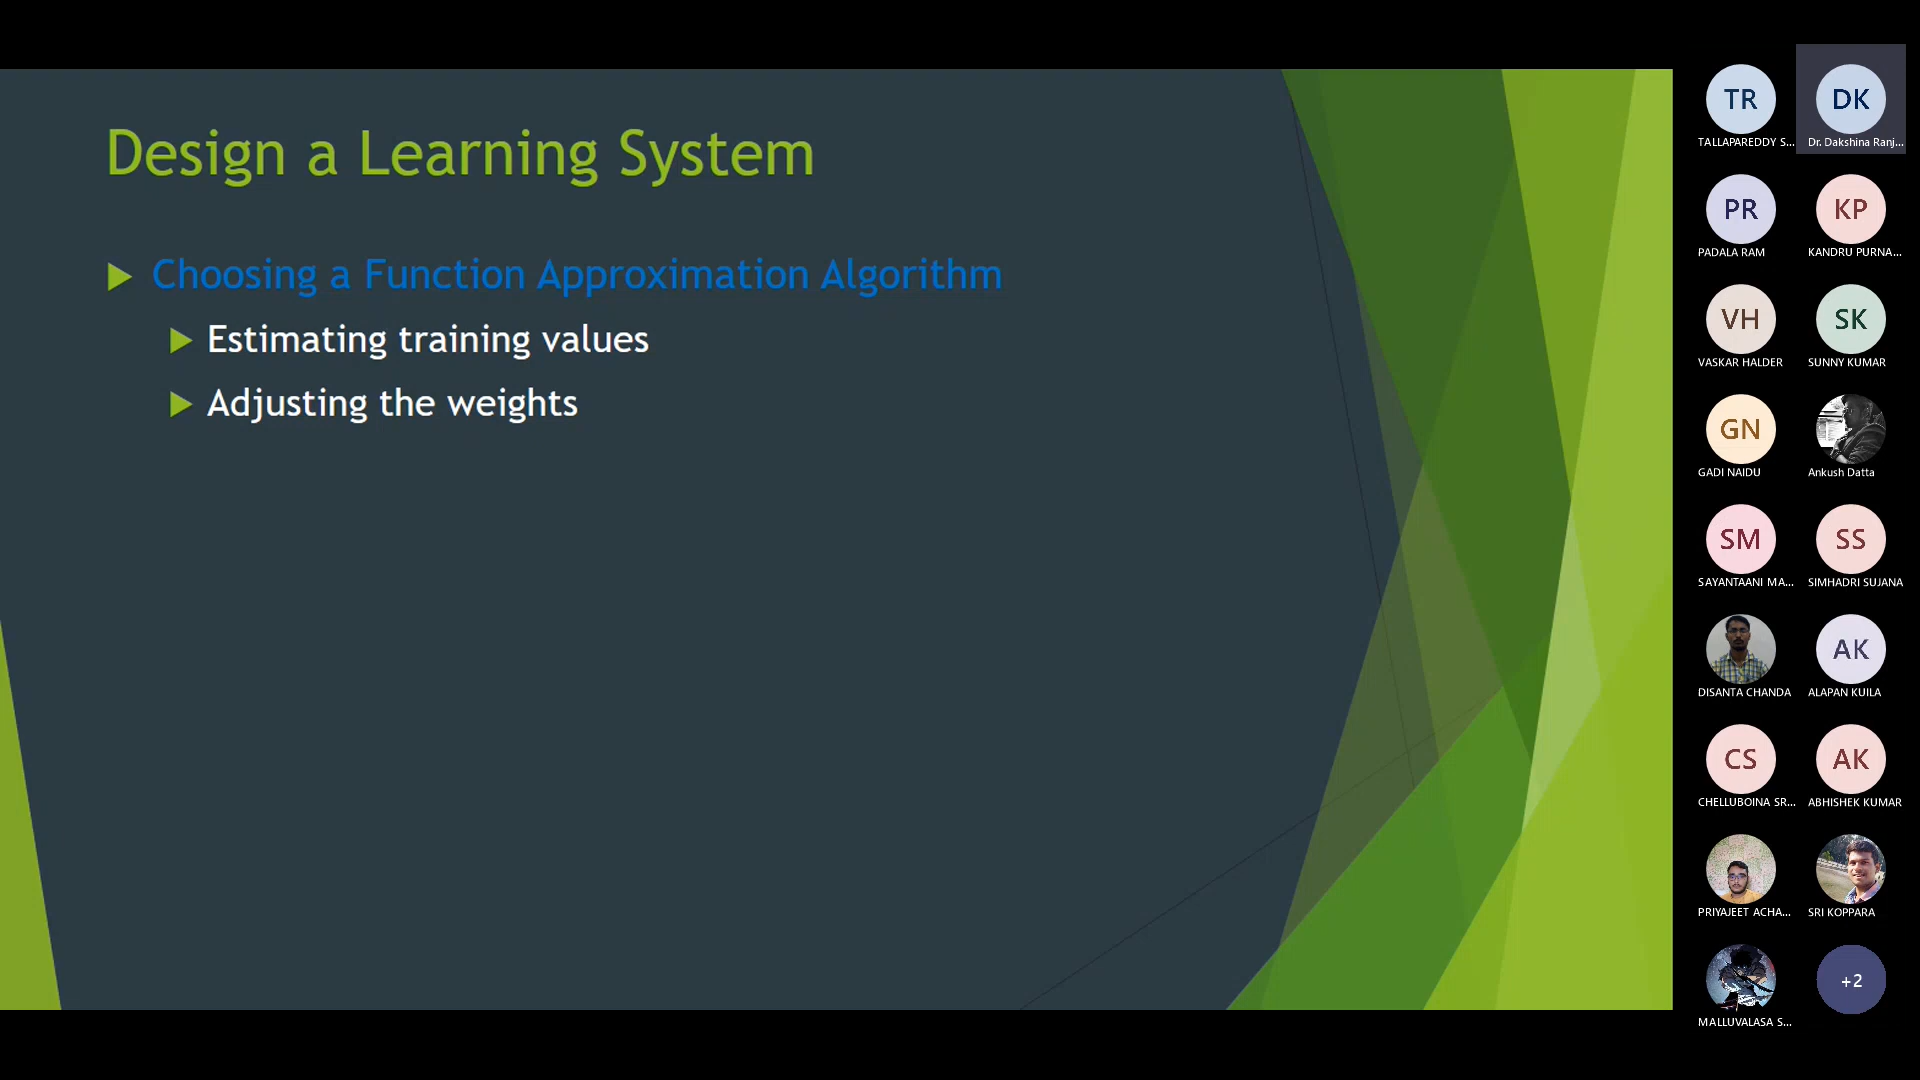 Design a Learning System
Choosing a Function Approximation Algorithm
Estimating training values
Adjusting the weights
TR
TALLAPAREDDY S...
DK
Dr. Dakshina Ranj...
PR
PADALA RAM
KP
KANDRU PURNA...
VH
VASKAR HALDER
SK
SUNNY KUMAR
GN
GADI NAIDU
Ankush Datta
SM
SAYANTAANI MA...
SS
SIMHADRI SUJANA
DISANTA CHANDA
AK
ALAPAN KUILA
CS
CHELLUBOINA SR...
AK
ABHISHEK KUMAR
PRIYAJEET ACHA...
SRI KOPPARA
MALLUVALASA S...
+2